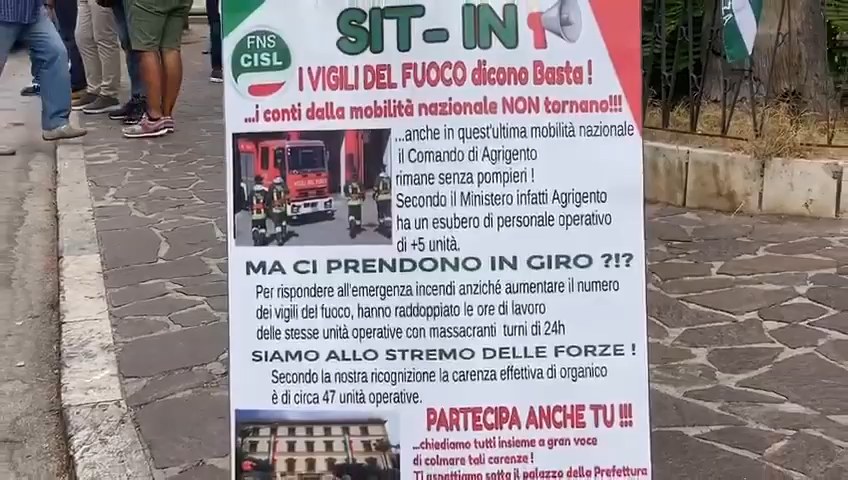 SIT-IN
FNS
CISL
I VIGILI DEL FUOCO dicono Basta !
...i conti dalla mobilità nazionale NON tornano!!!
...anche in quest'ultima mobilità nazionale
il Comando di Agrigento
rimane senza pompieri !
Secondo il Ministero infatti Agrigento
ha un esubero di personale operativo
di +5 unità.
MA CI PRENDONO IN GIRO ?!?
Per rispondere all'emergenza incendi anziché aumentare il numero
dei vigili del fuoco, hanno raddoppiato le ore di lavoro
delle stesse unità operative con massacranti turni di 24h
SIAMO ALLO STREMO DELLE FORZE !
Secondo la nostra ricognizione la carenza effettiva di organico
è di circa 47 unità operative.
PARTECIPA ANCHE TU !!!
...chiediamo tutti insieme a gran voce
di colmare tali carenze !
Ti aspettiamo sotto il palazzo della Prefettura